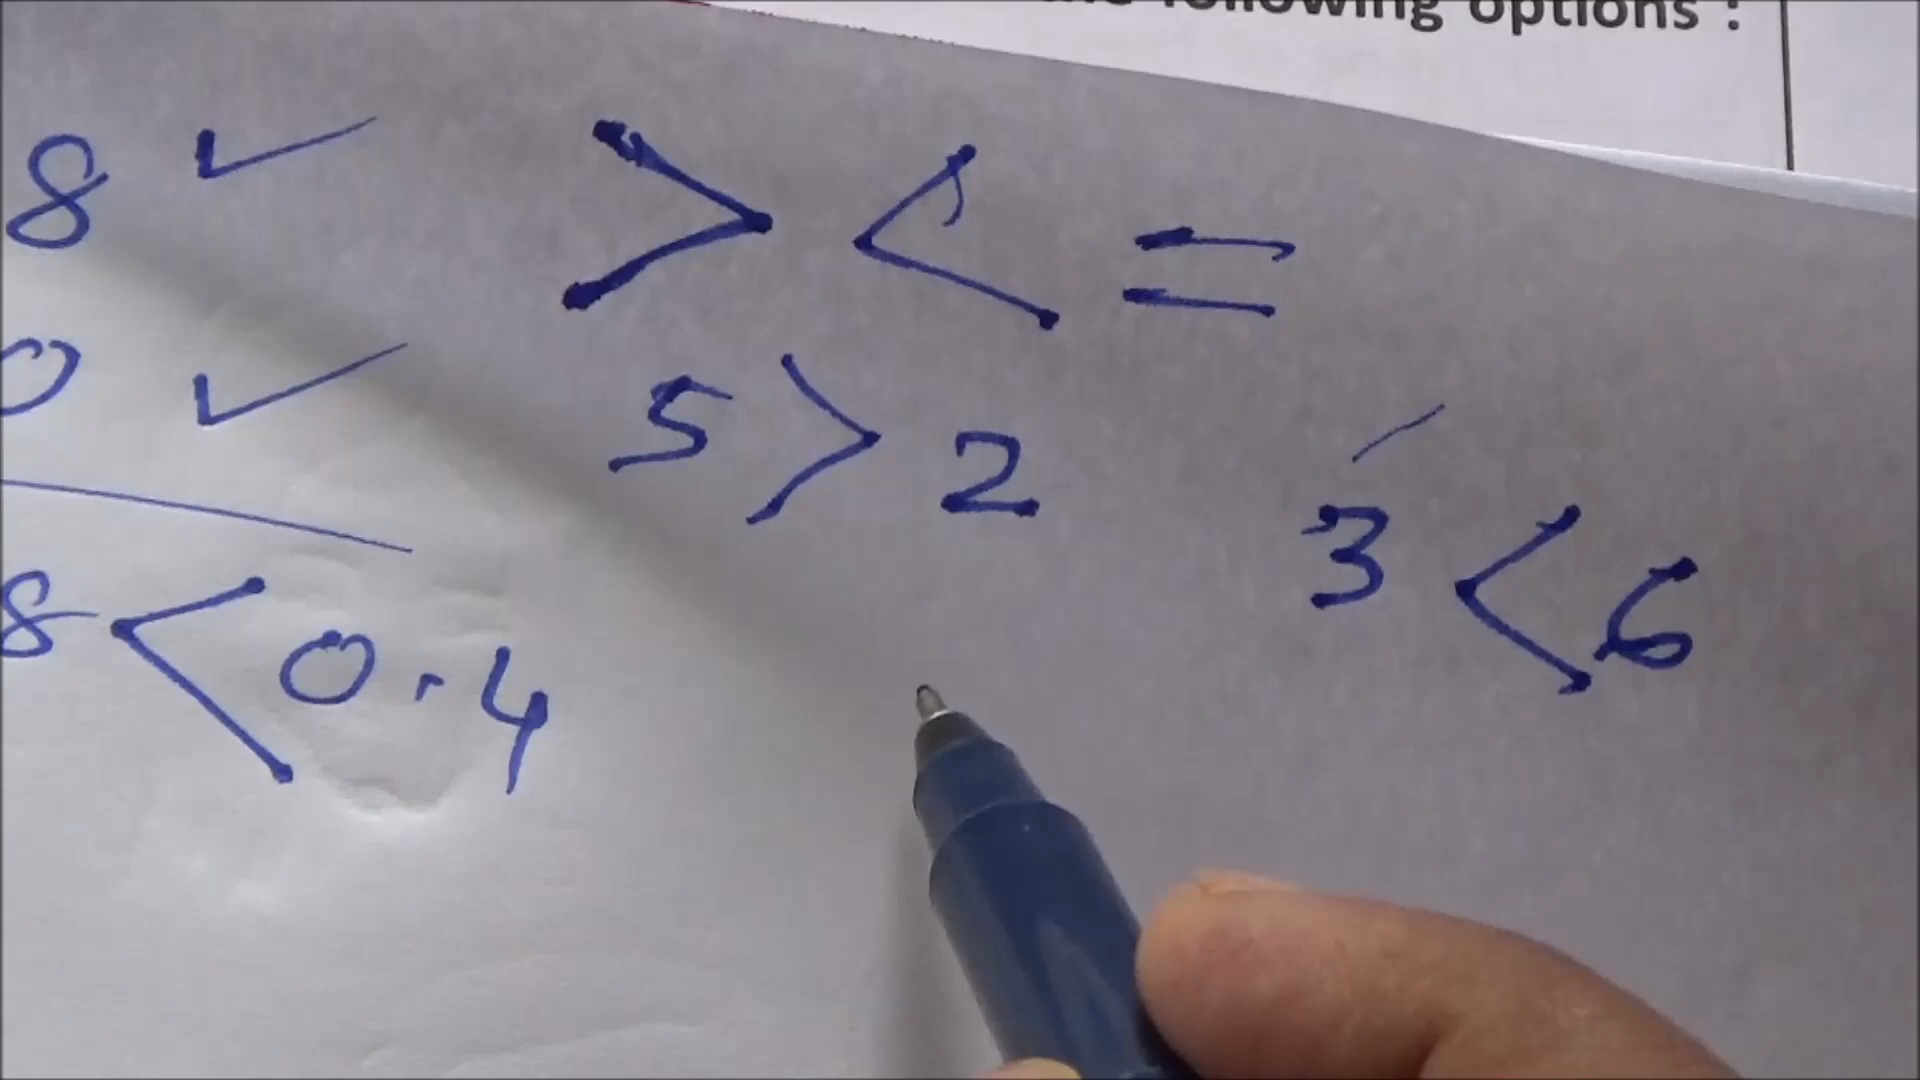 following options :
8 ✓ > < =
0 ✓
5 > 2
3 < 6
8 < 0.4